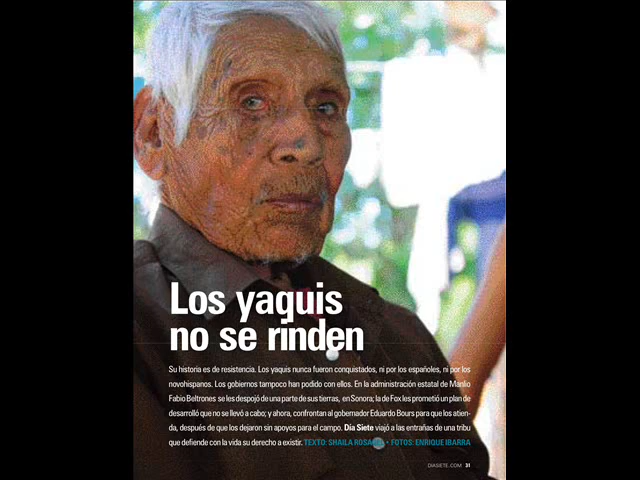 Los yaquis
no se rinden
Su historia es de resistencia. Los yaquis nunca fueron conquistados, ni por los españoles, ni por los
novohispanos. Los gobiernos tampoco han podido con ellos. En la administración estatal de Manlio
Fabio Beltrones se les despojó de una parte de sus tierras, en Sonora; la de Fox les prometió un plan de
desarrolló que no se llevó a cabo; y ahora, confrontan al gobernador Eduardo Bours para que los atien-
da, después de que los dejaron sin apoyos para el campo. Día Siete viajó a las entrañas de una tribu
que defiende con la vida su derecho a existir. TEXTO: SHAILA ROSAGEL • FOTOS: ENRIQUE IBARRA
DIASIETE.COM 31